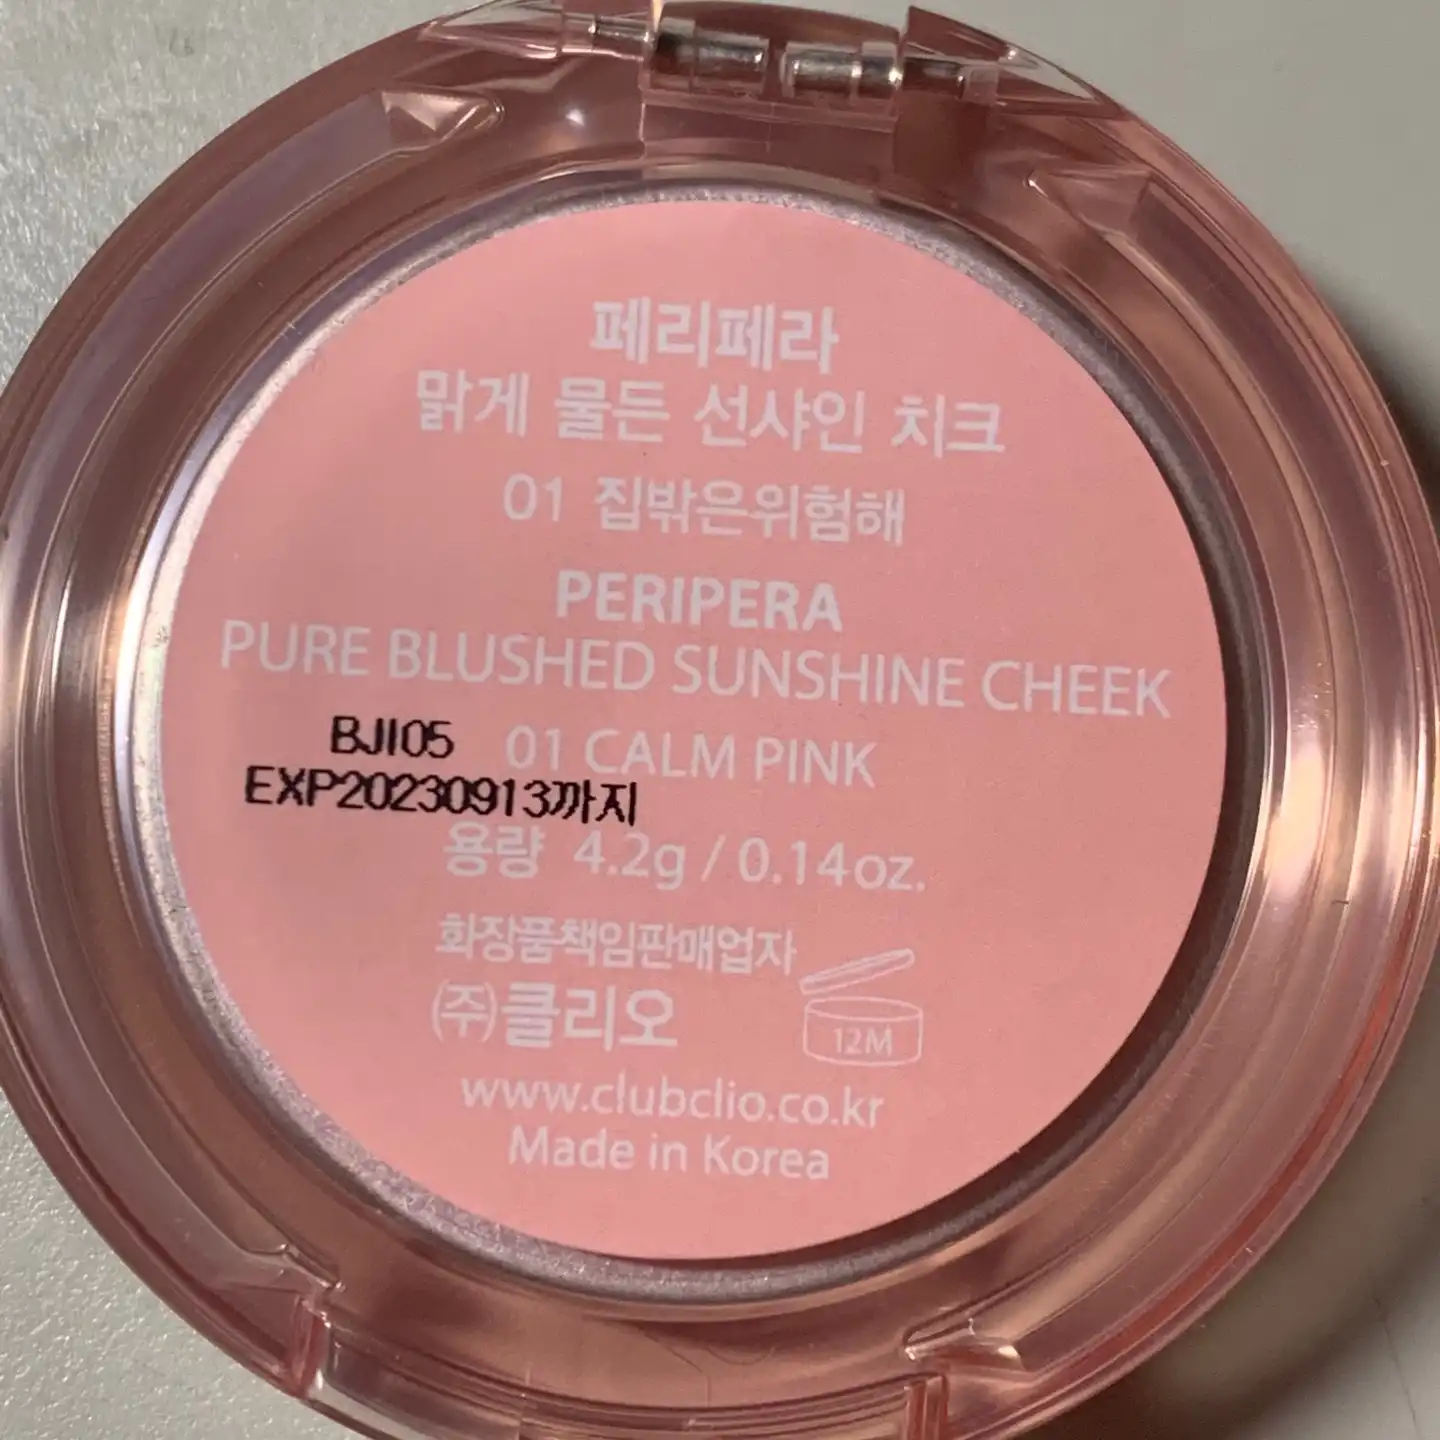 페리페라
맑게 물든 선샤인 치크
01 집밖은위험해
PERIPERA
PURE BLUSHED SUNSHINE CHEEK
BJI05 01 CALM PINK
EXP20230913까지
용량 4.2g / 0.14oz.
화장품책임판매업자
㈜클리오
12M
www.clubclio.co.kr
Made in Korea